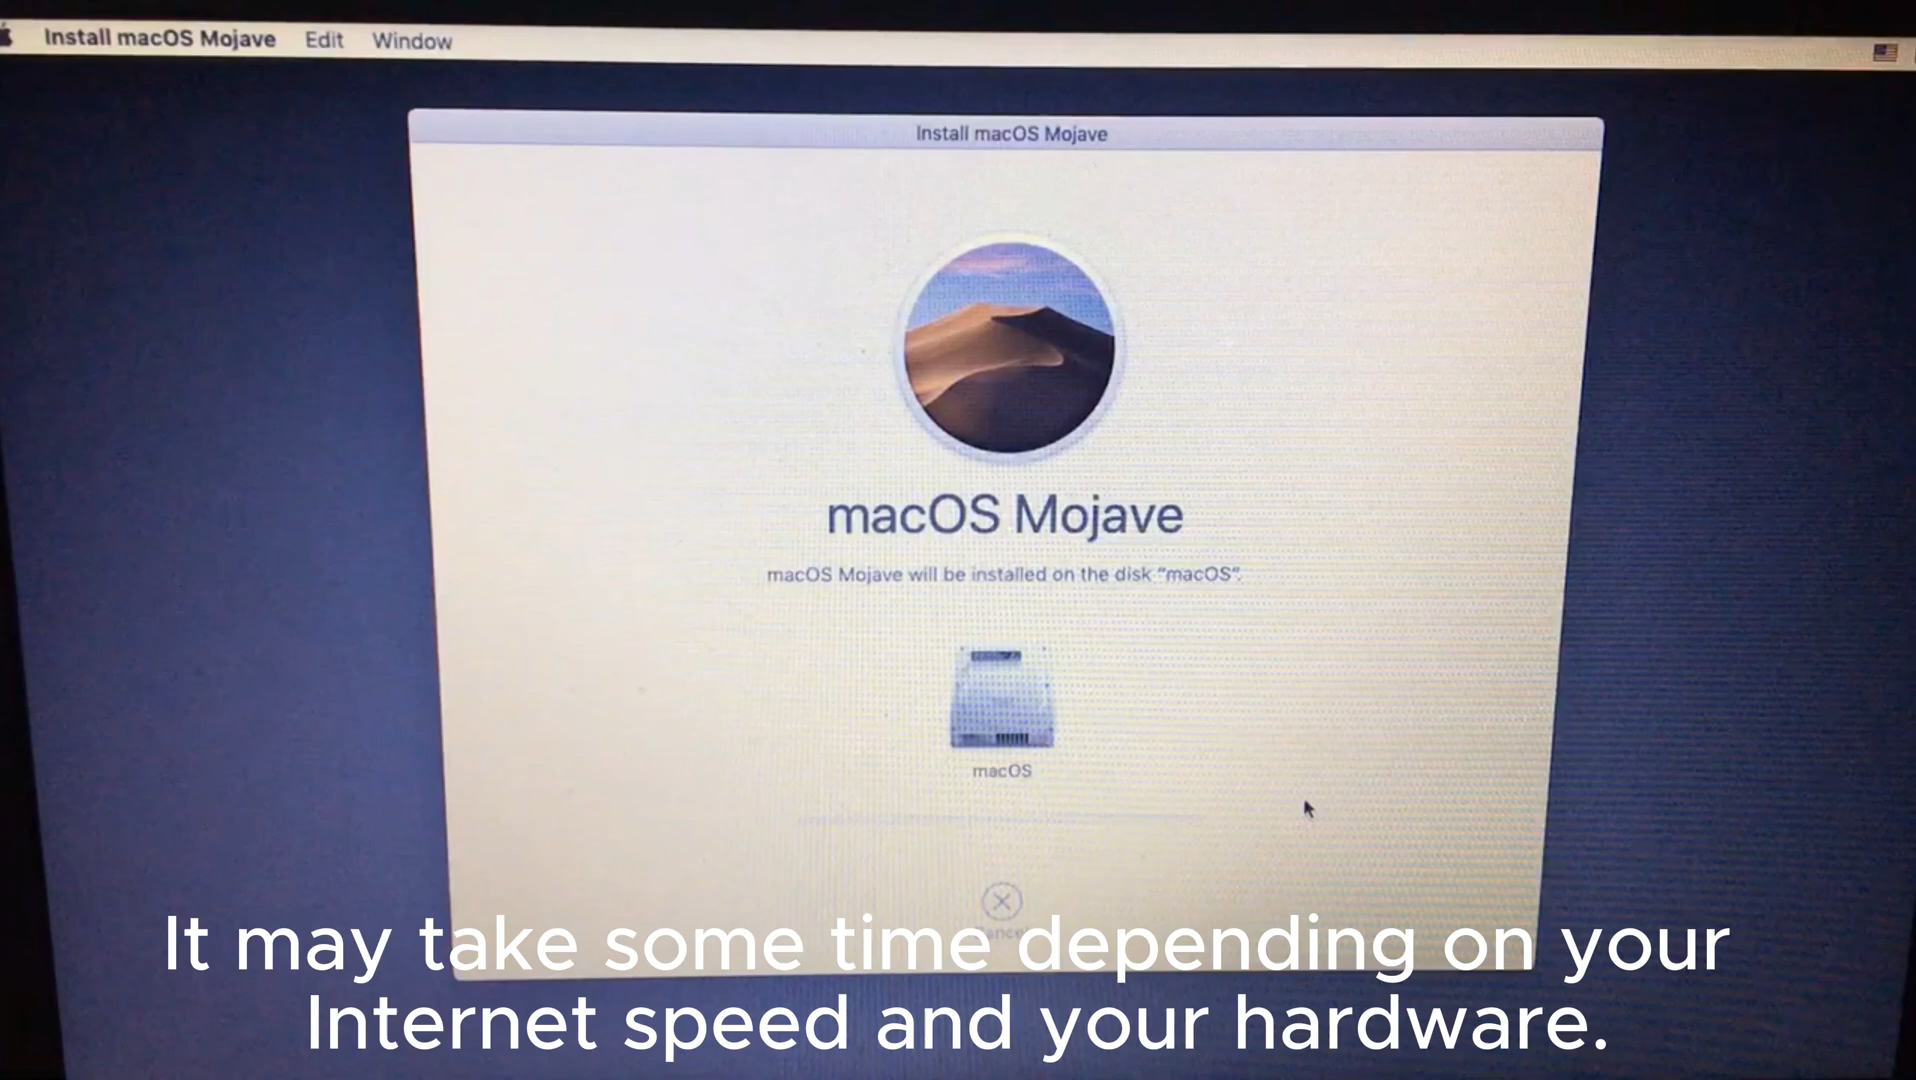 Install macOS Mojave Edit Window
Install macOS Mojave
macOS Mojave
macOS Mojave will be installed on the disk “macOS”.
macOS
Cancel
It may take some time depending on your
Internet speed and your hardware.